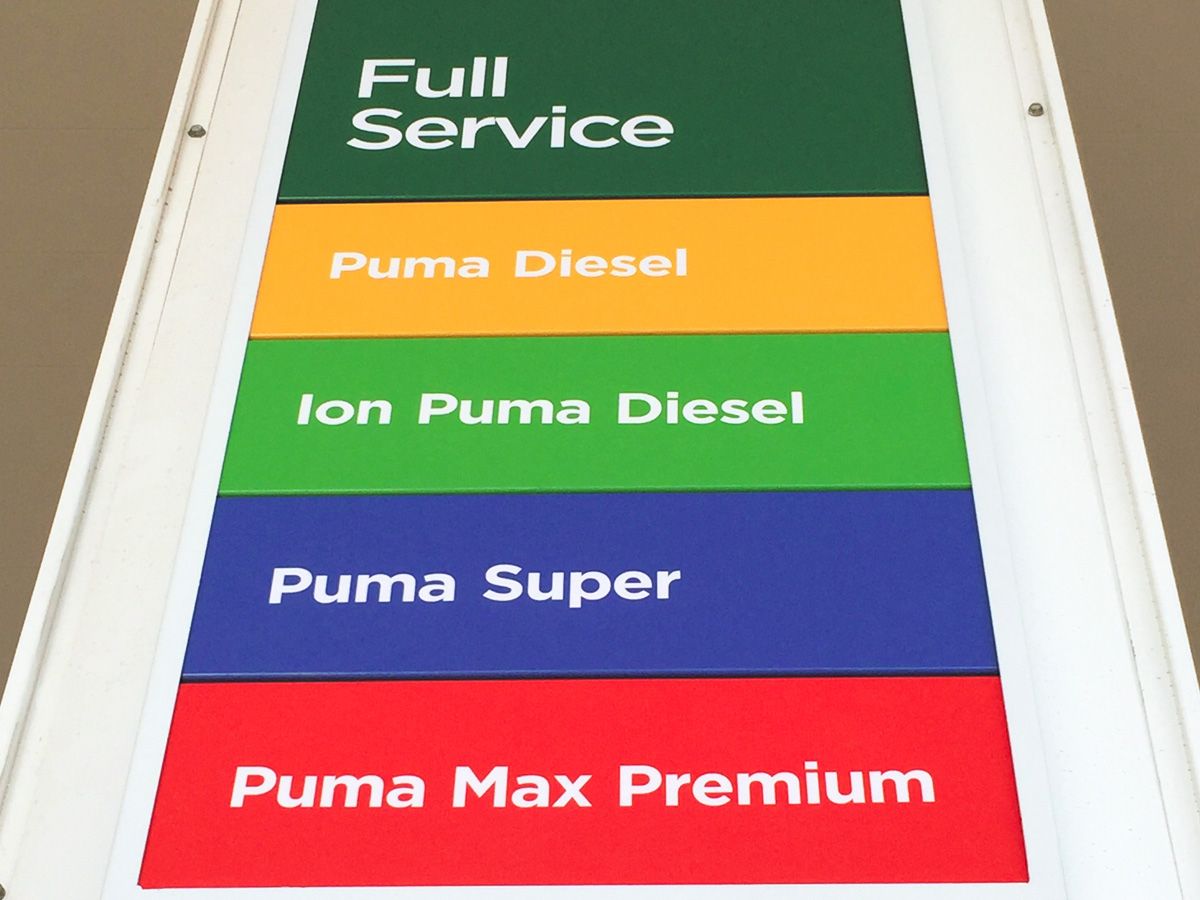 Full
Service
Puma Diesel
Ion Puma Diesel
Puma Super
Puma Max Premium